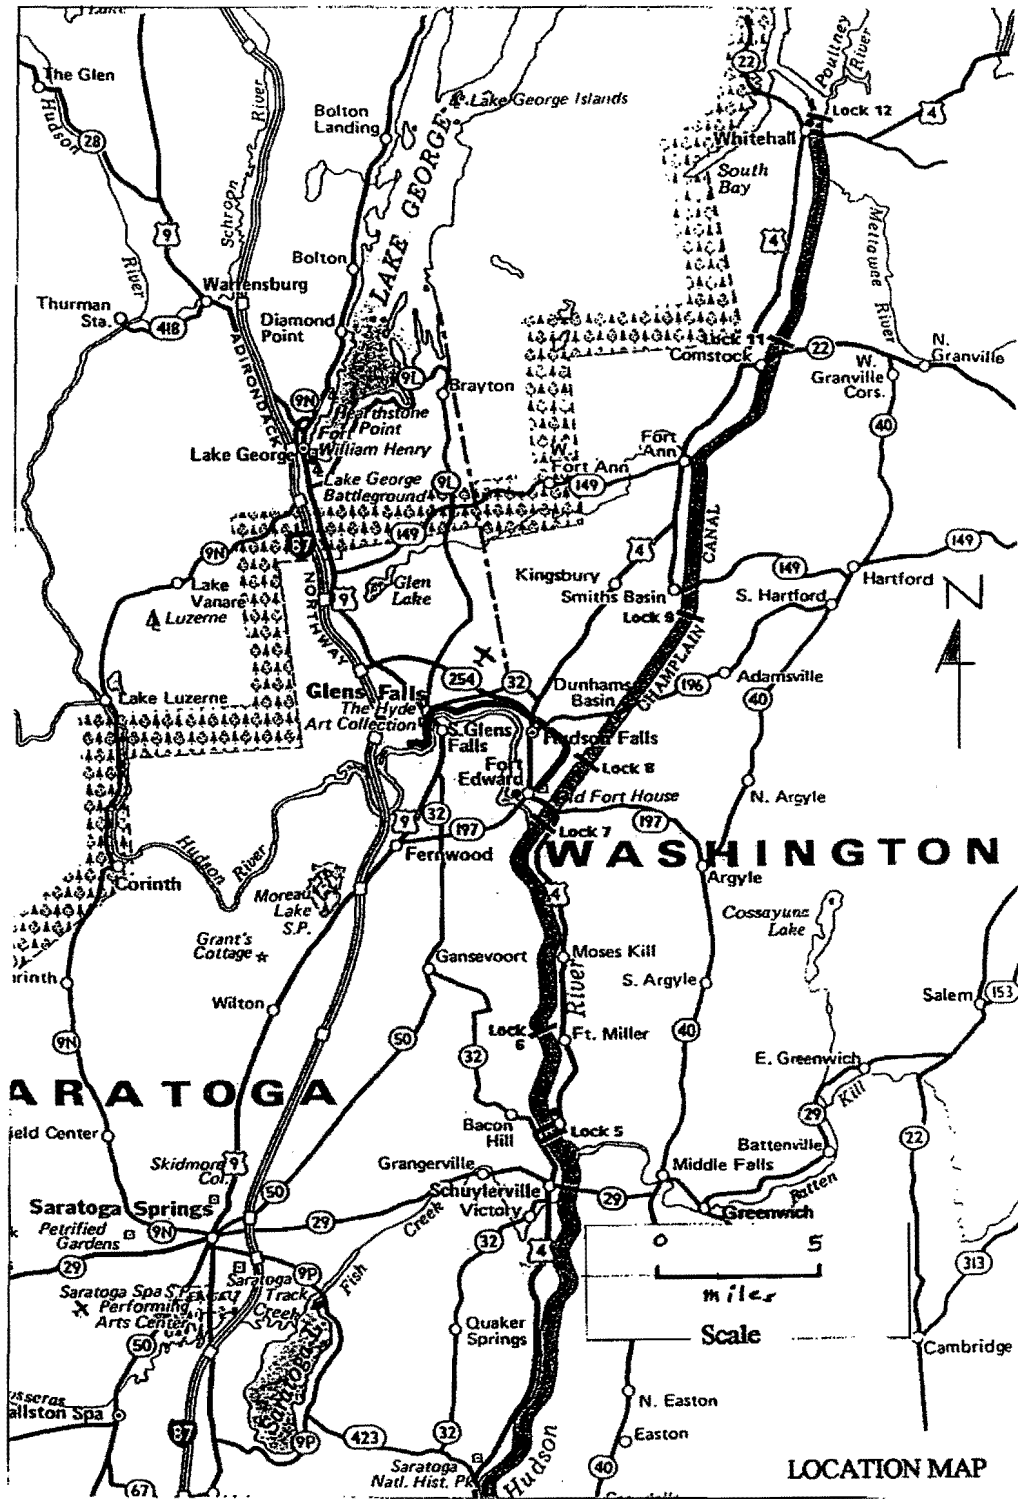 Lake
22
Poultney
River
The Glen
Hudson
28
River
Schroon
Bolton
Landing
Lake George Islands
Lock 12
4
Whitehall
LAKE GEORGE
South
Bay
9
4
Mettawee
River
River
Bolton
Warrensburg
Thurman
Sta.
418
Diamond
Point
ADIRONDACK
Lock 11
Comstock
22
N.
Granville
W.
Granville
Cors.
9L
Brayton
9N
Hearthstone
Point
40
Fort
William Henry
Lake George
Fort
Ann
W.
Fort Ann
Lake George
Battleground
9L
149
149
CANAL
87
9N
4
149
149
Kingsbury
Smiths Basin
Hartford
S. Hartford
Glen
Lake
Lake
Vanare
Luzerne
NORTHWAY
9
Lock 9
N
CHAMPLAIN
254
32
Dunhams
Basin
196
Adamsville
40
Lake Luzerne
Glens Falls
The Hyde
Art Collection
S. Glens
Falls
Hudson Falls
Lock 8
Fort
Edward
Old Fort House
N. Argyle
9
32
197
197
Lock 7
Hudson
River
Fernwood
WASHINGTON
Corinth
Moreau
Lake
S.P.
4
Argyle
Cossayuna
Lake
Grant's
Cottage
Gansevoort
Moses Kill
S. Argyle
River
rinth
Wilton
Salem
153
9N
50
Lock
6
Ft. Miller
40
32
E. Greenwich
ARATOGA
Kill
29
22
Bacon
Hill
Lock 5
ield Center
Battenville
Skidmore
Col.
9
Grangerville
Middle Falls
50
Schuylerville
29
Batten
Saratoga Springs
Victory
Greenwich
Petrified
Gardens
9N
29
Creek
32
4
0 5
miles
Scale
29
9P
Fish
313
Saratoga
Track
Creek
Saratoga Spa S.P.
Performing
Arts Center
50
Quaker
Springs
Cambridge
Saratoga L.
N. Easton
osseras
allston Spa
87
9P
423
32
Easton
Hudson
Saratoga
Natl. Hist. Pk.
40
67
LOCATION MAP